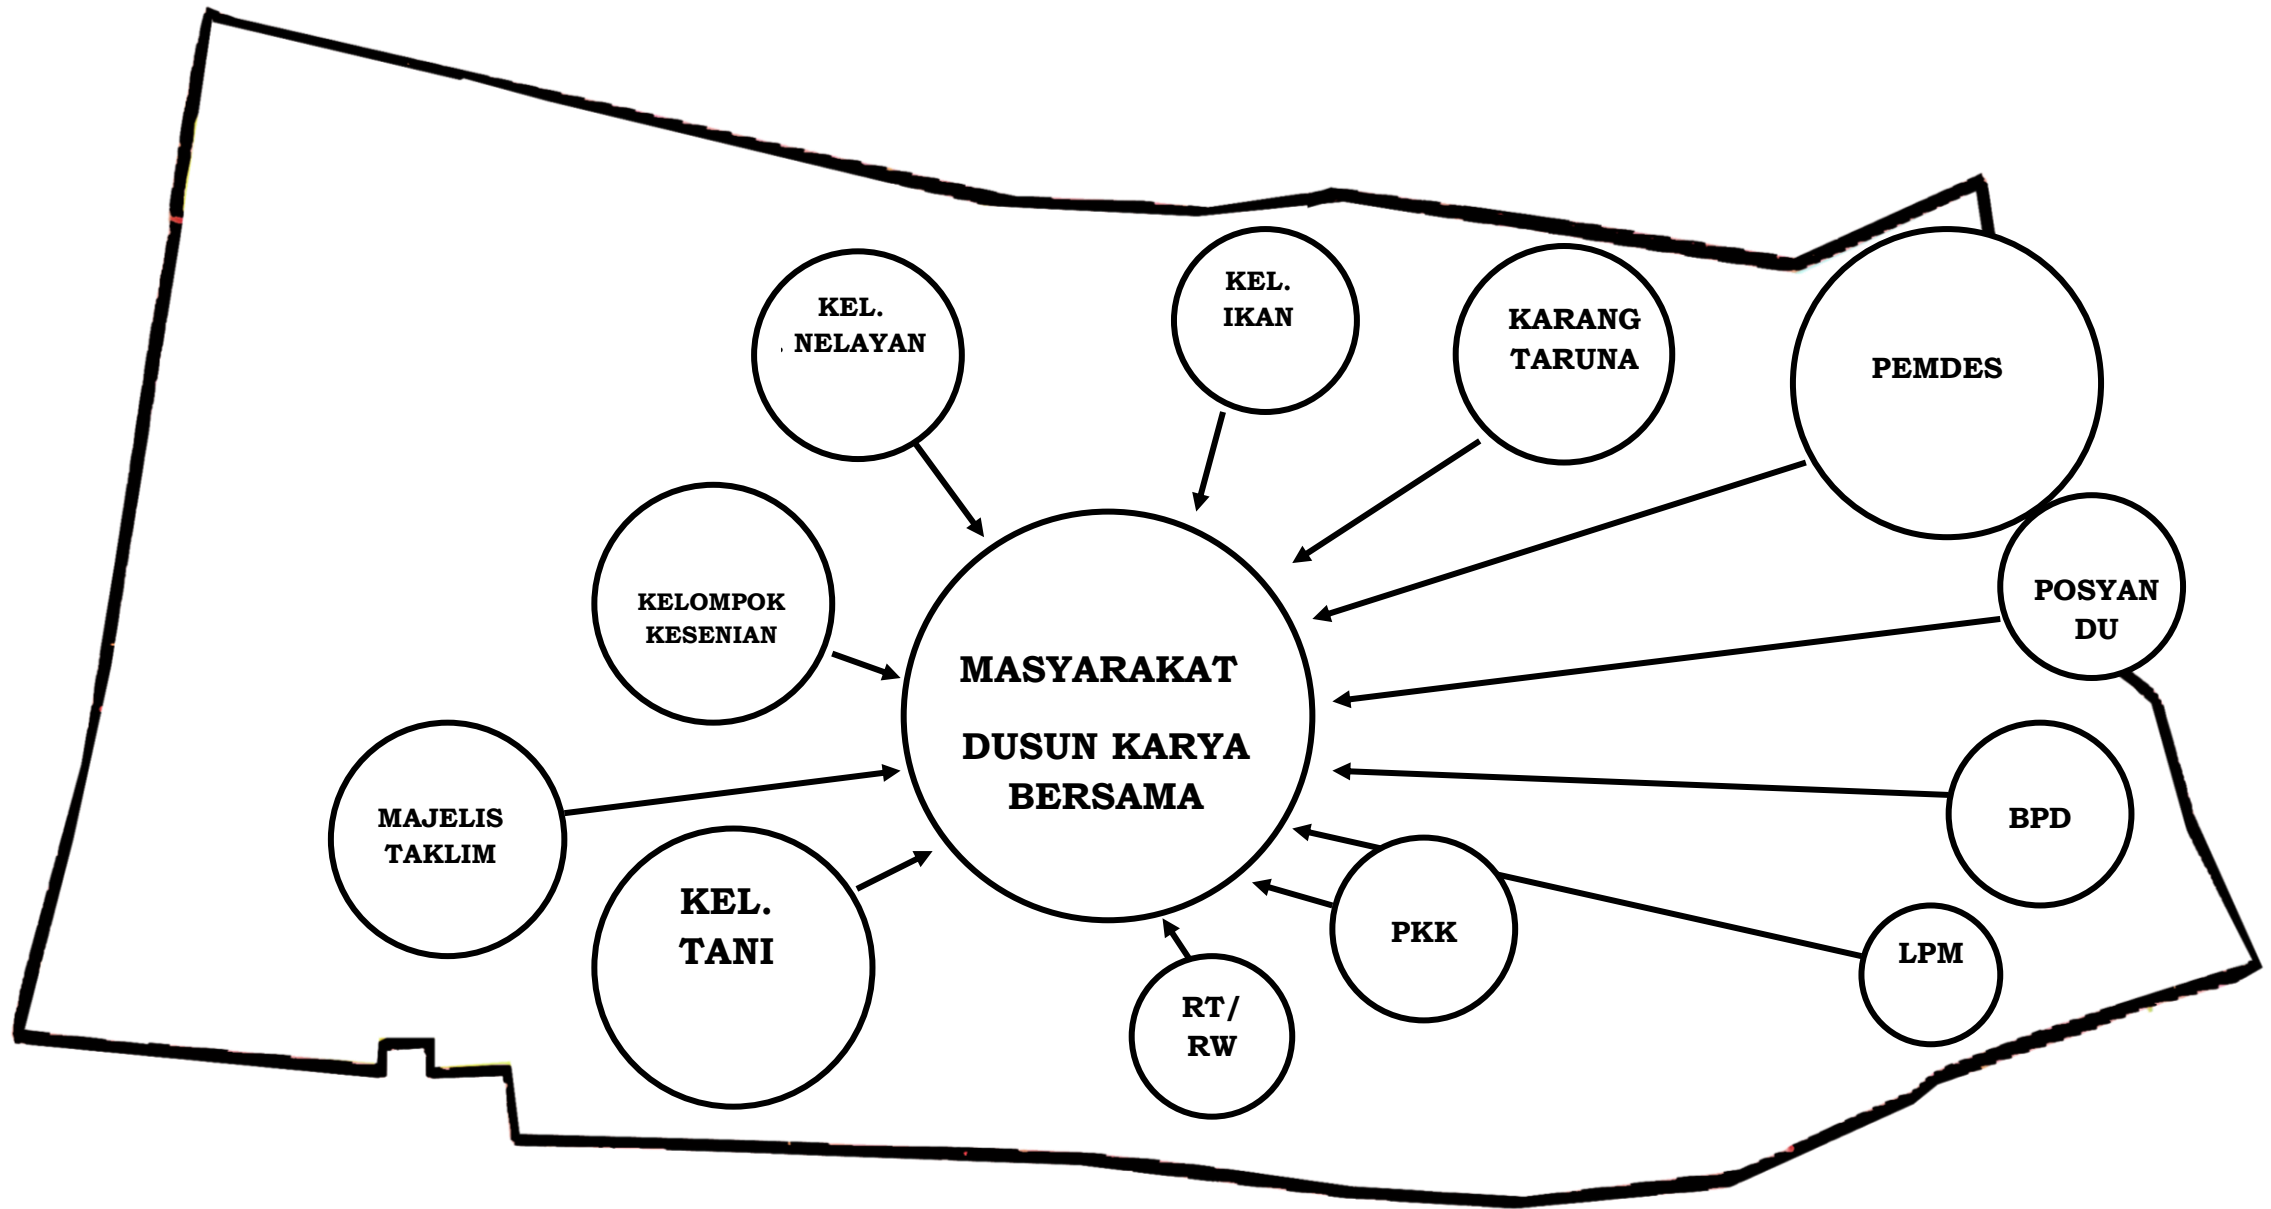 KEL.
. NELAYAN
KEL.
IKAN
KARANG
TARUNA
PEMDES
KELOMPOK
KESENIAN
POSYAN
DU
MASYARAKAT
DUSUN KARYA
BERSAMA
MAJELIS
TAKLIM
BPD
KEL.
TANI
PKK
LPM
RT/
RW